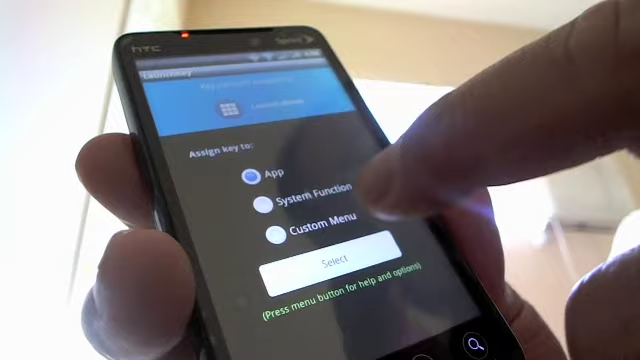 hTC
Sprint
Assign key to:
App
System Function
Custom Menu
Select
(Press menu button for help and options)